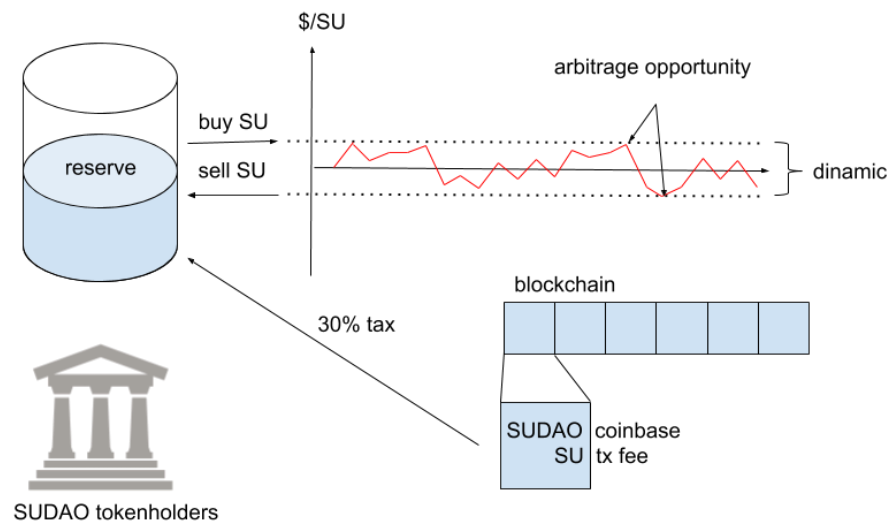 $/SU
arbitrage opportunity
buy SU
reserve
sell SU
dinamic
blockchain
30% tax
SUDAO coinbase
SU tx fee
SUDAO tokenholders